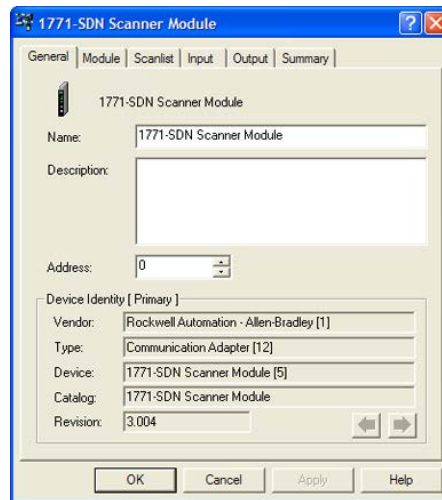 1771-SDN Scanner Module
General Module Scanlist Input Output Summary
1771-SDN Scanner Module
Name: 1771-SDN Scanner Module
Description:
Address: 0
Device Identity [ Primary ]
Vendor: Rockwell Automation - Allen-Bradley [1]
Type: Communication Adapter [12]
Device: 1771-SDN Scanner Module [5]
Catalog: 1771-SDN Scanner Module
Revision: 3.004
OK Cancel Apply Help